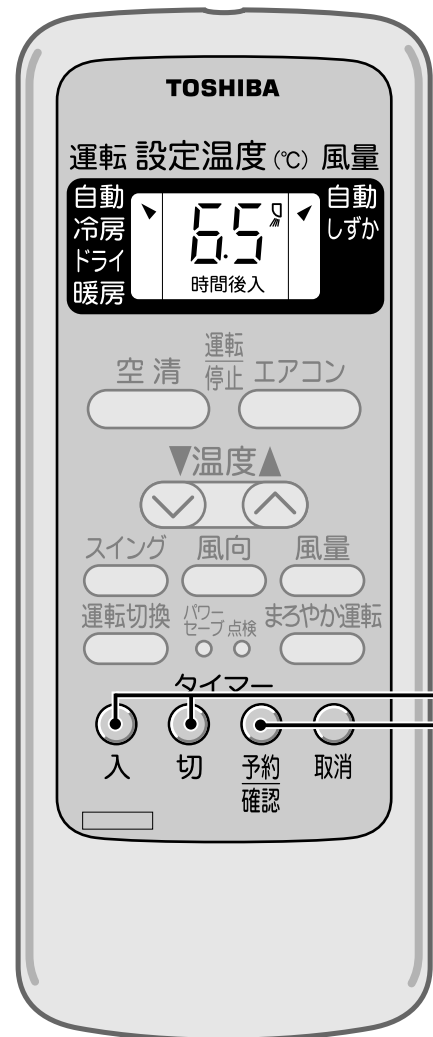 TOSHIBA
運転 設定温度(℃) 風量
自動
冷房
ドライ
暖房
6.5
時間後入
自動
しずか
空清
運転
停止
エアコン
▼温度▲
スイング 風向 風量
運転切換
パワー
セーブ
点検
まろやか運転
タイマー
入 切 予約 取消
確認